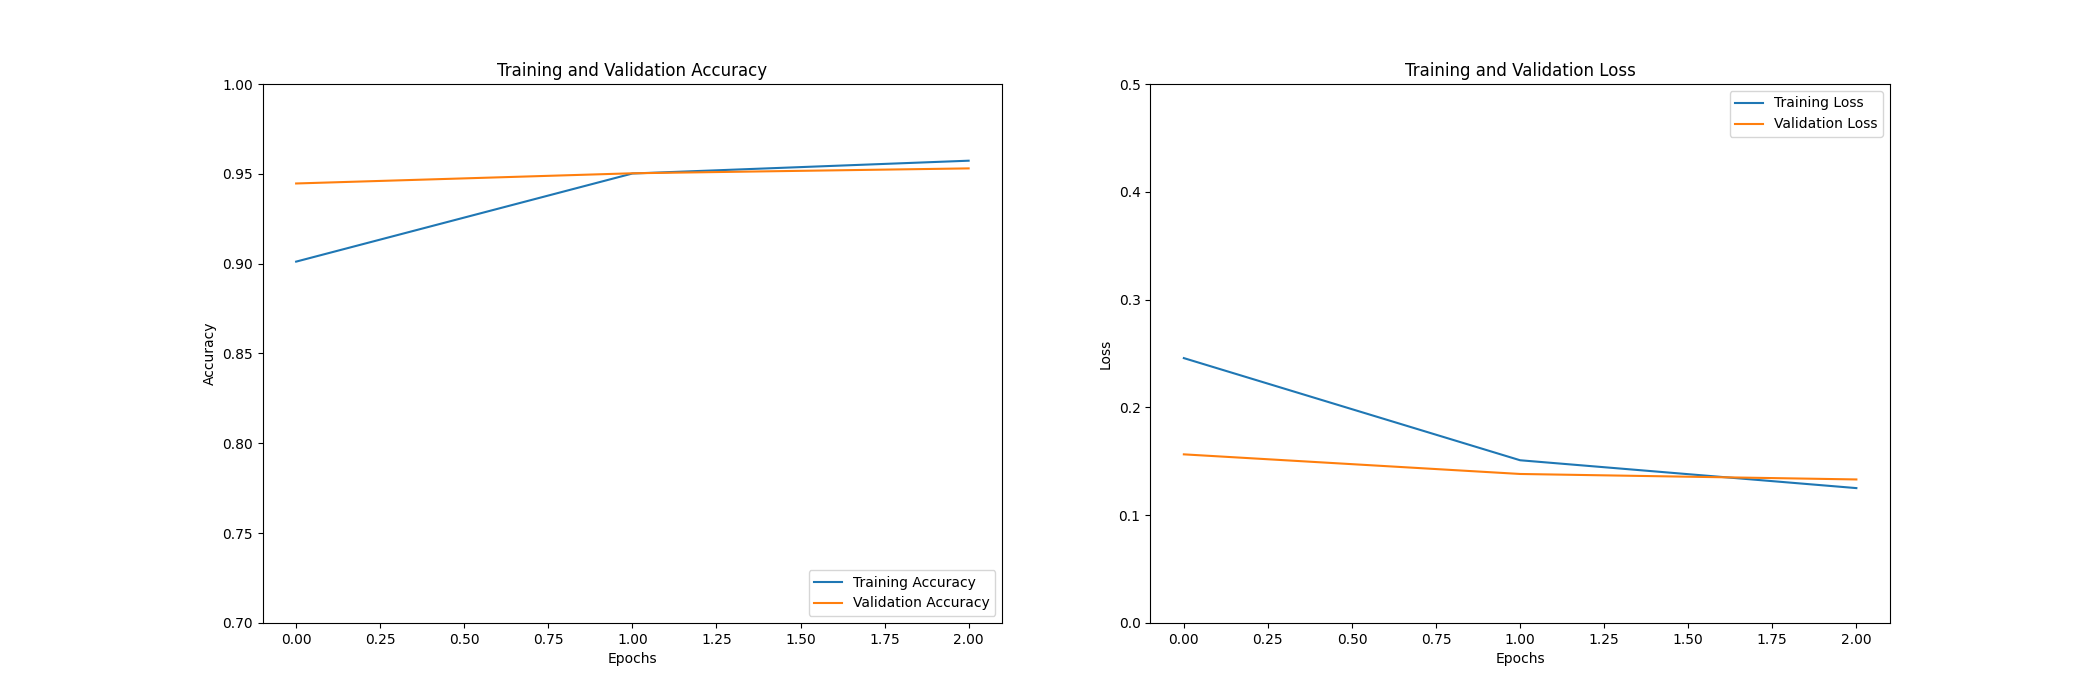 Training and Validation Accuracy
1.00
0.95
0.90
0.85
0.80
0.75
0.70
Accuracy
Training Accuracy
Validation Accuracy
0.00 0.25 0.50 0.75 1.00 1.25 1.50 1.75 2.00
Epochs
Training and Validation Loss
0.5
0.4
0.3
0.2
0.1
0.0
Loss
Training Loss
Validation Loss
0.00 0.25 0.50 0.75 1.00 1.25 1.50 1.75 2.00
Epochs